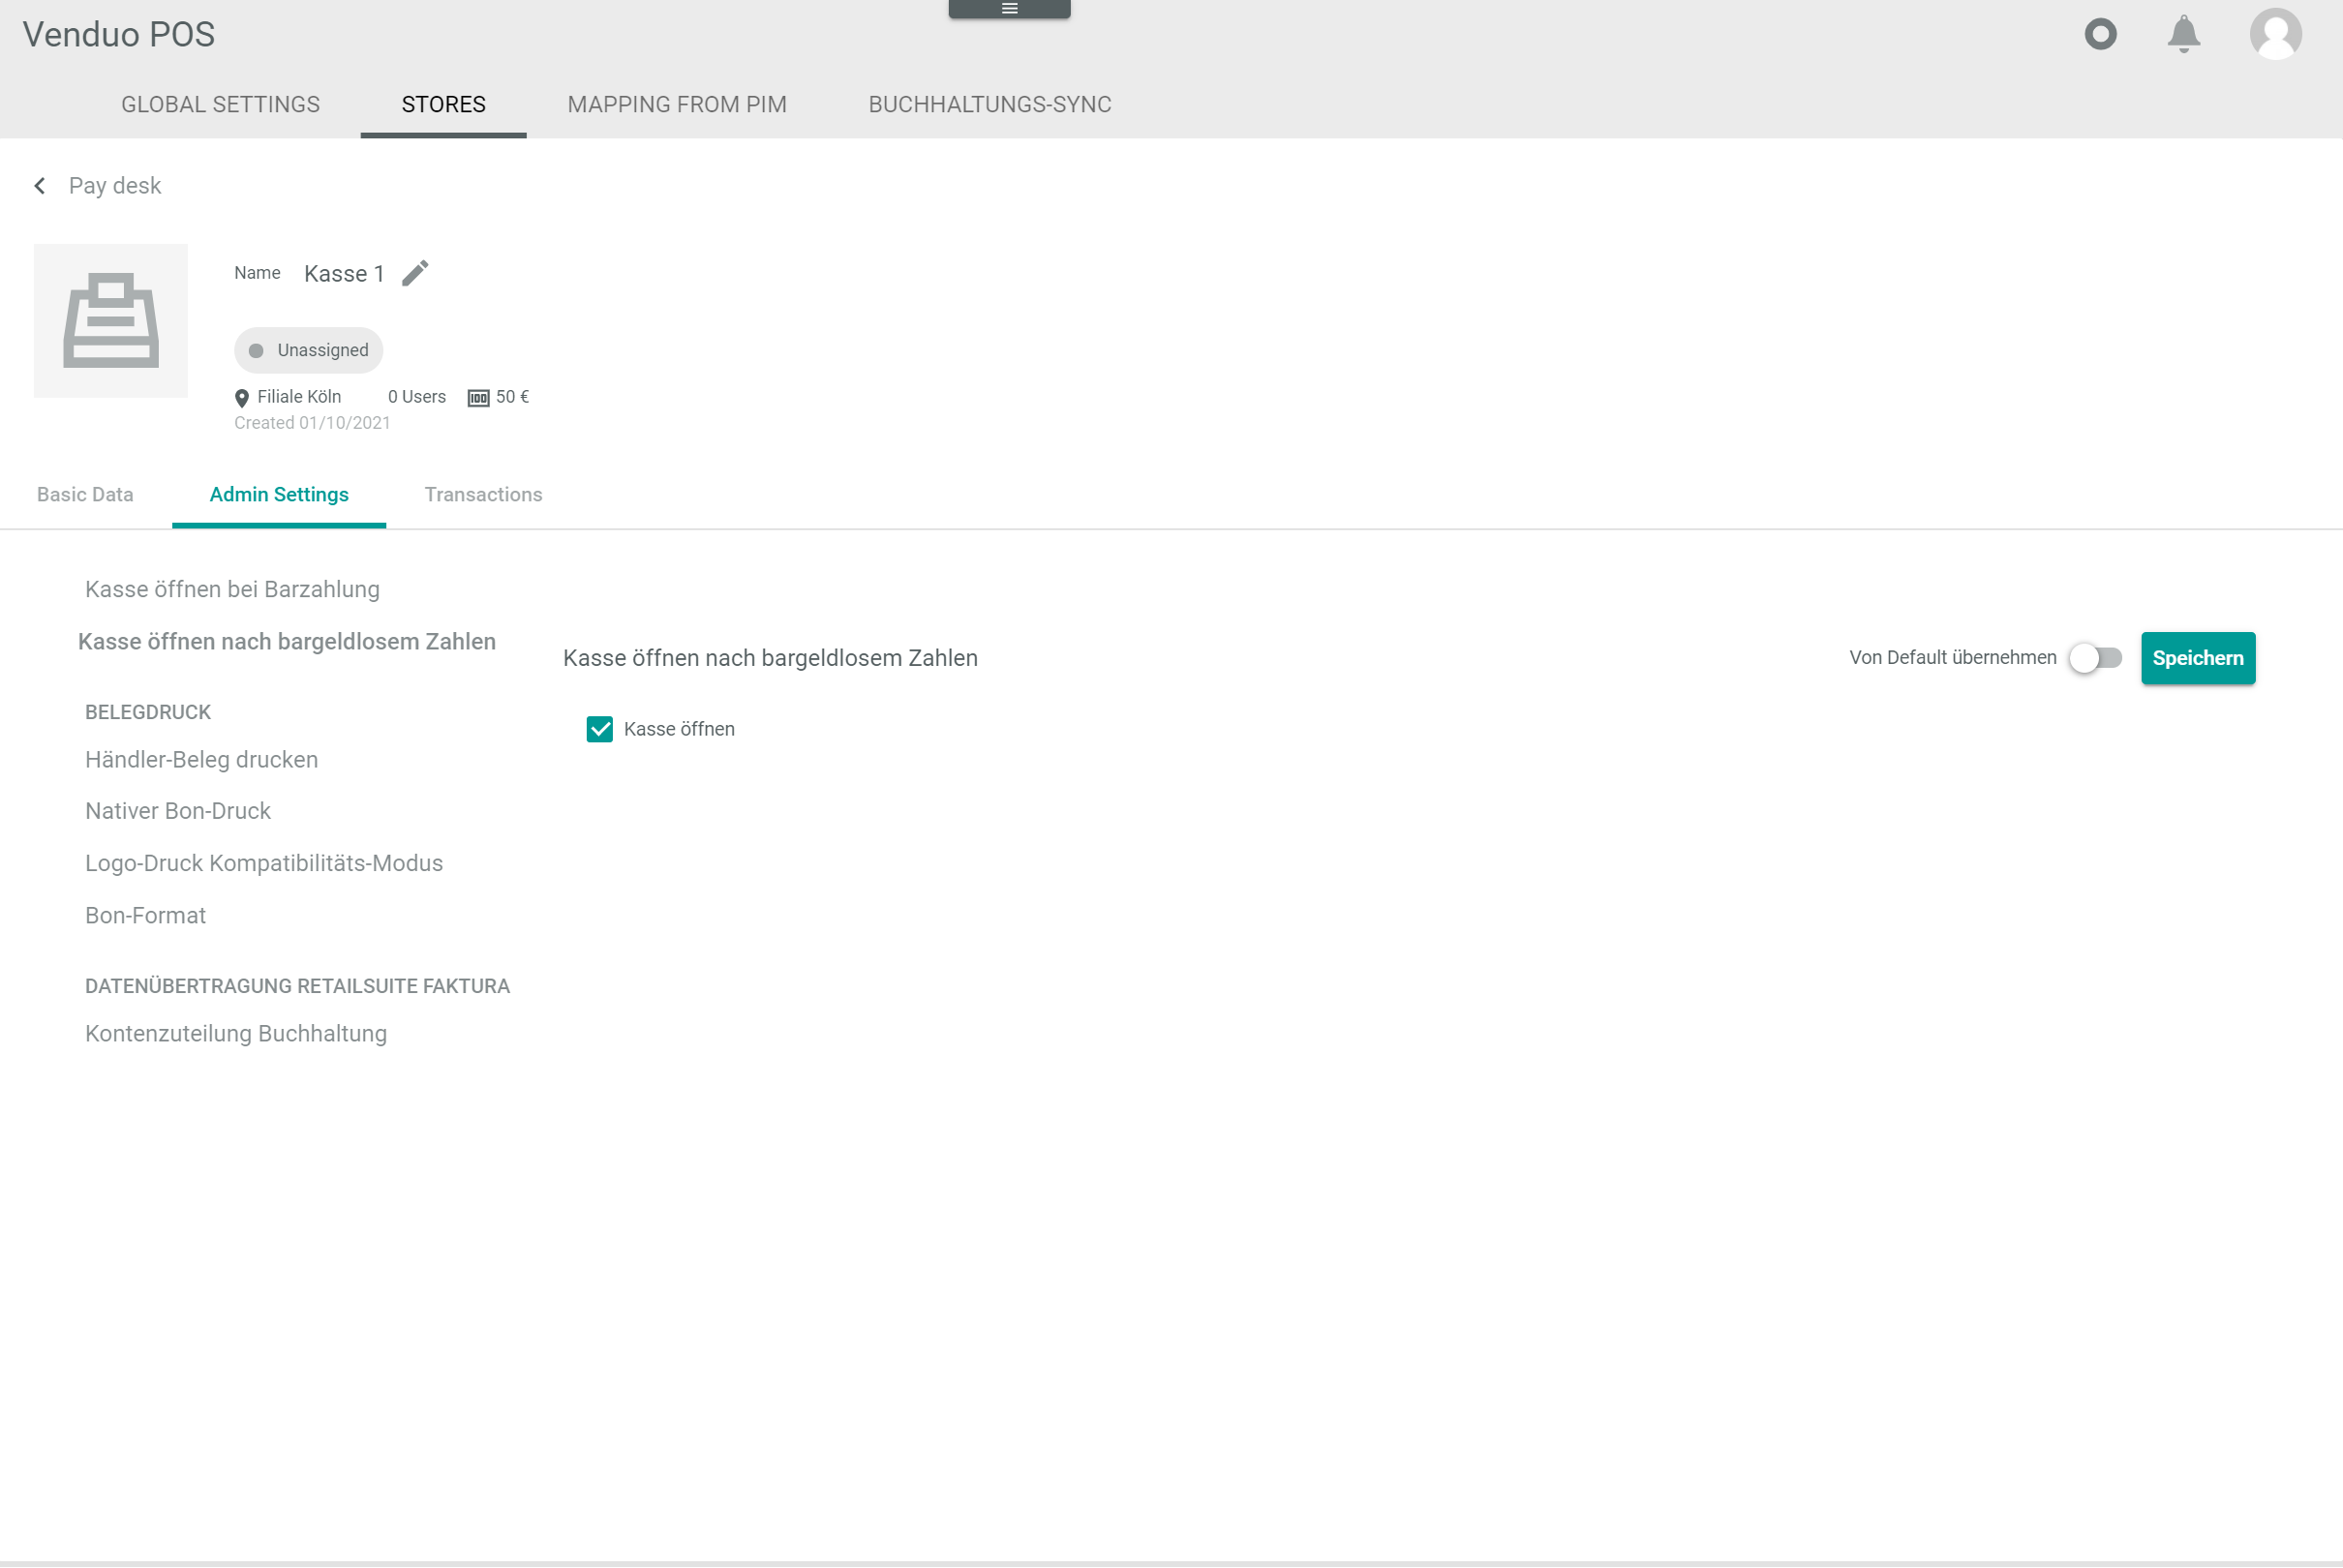 Venduo POS
GLOBAL SETTINGS STORES MAPPING FROM PIM BUCHHALTUNGS-SYNC
Pay desk
Name Kasse 1
Unassigned
Filiale Köln 0 Users 100 50 €
Created 01/10/2021
Basic Data Admin Settings Transactions
Kasse öffnen bei Barzahlung
Kasse öffnen nach bargeldlosem Zahlen
Kasse öffnen nach bargeldlosem Zahlen Von Default übernehmen Speichern
Kasse öffnen
BELEGDRUCK
Händler-Beleg drucken
Nativer Bon-Druck
Logo-Druck Kompatibilitäts-Modus
Bon-Format
DATENÜBERTRAGUNG RETAILSUITE FAKTURA
Kontenzuteilung Buchhaltung